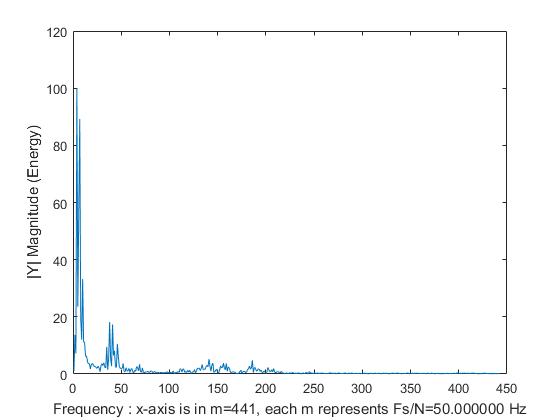 120
100
80
60
40
20
0
|Y| Magnitude (Energy)
0 50 100 150 200 250 300 350 400 450
Frequency : x-axis is in m=441, each m represents Fs/N=50.000000 Hz